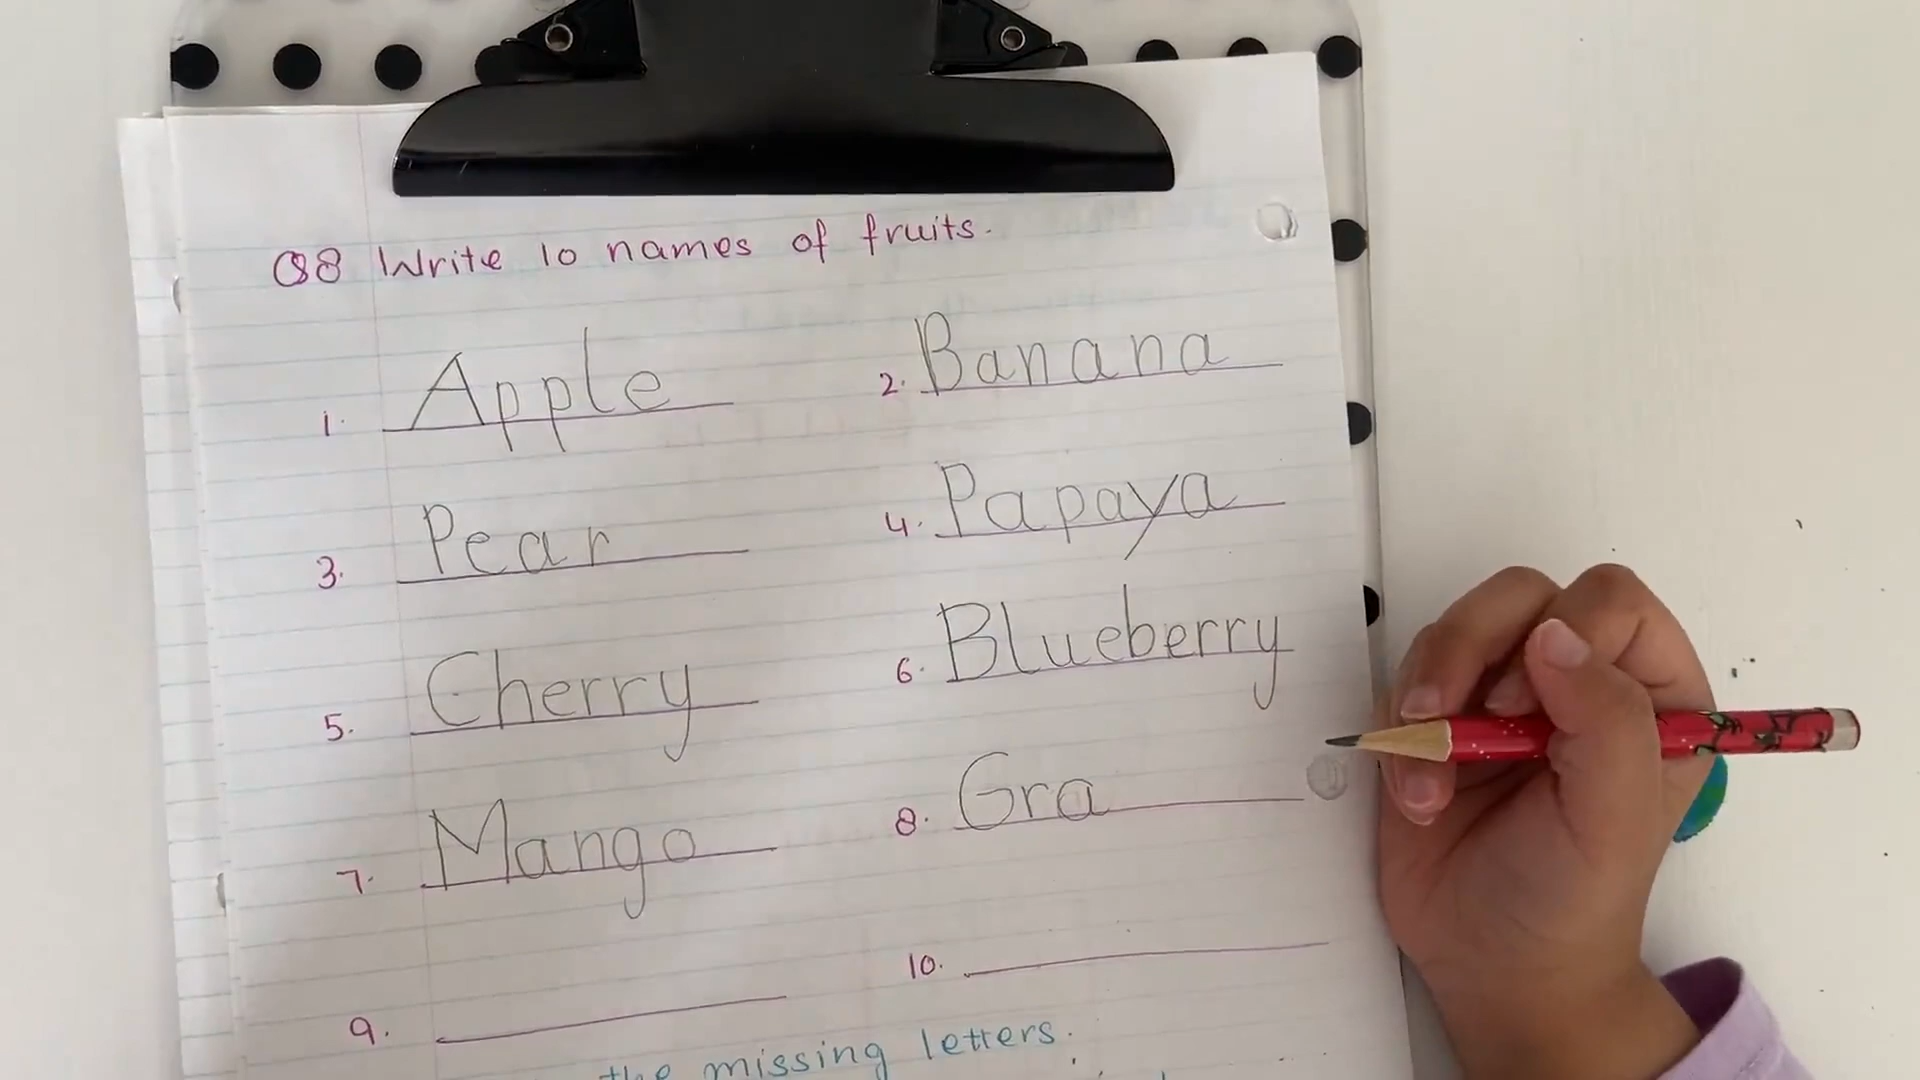 Q8 Write 10 names of fruits.
1. Apple 2. Banana
3. Pear 4. Papaya
5. Cherry 6. Blueberry
7. Mango 8. Gra
9. 10.
the missing letters.